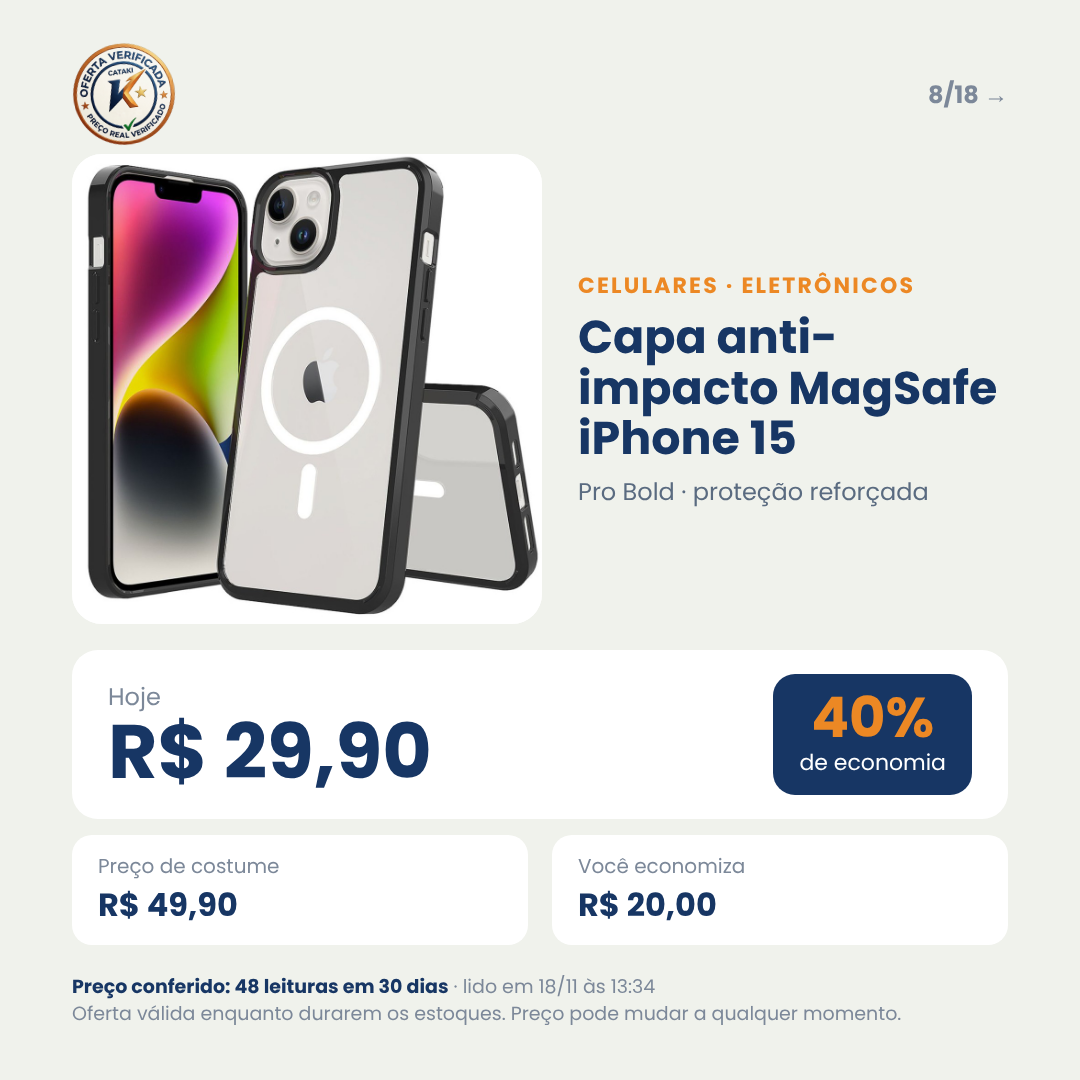 OFERTA VERIFICADA
CATAKI
K
PREÇO REAL VERIFICADO
8/18 →
CELULARES · ELETRÔNICOS
Capa anti-
impacto MagSafe
iPhone 15
Pro Bold · proteção reforçada
Hoje
R$ 29,90
40%
de economia
Preço de costume
R$ 49,90
Você economiza
R$ 20,00
Preço conferido: 48 leituras em 30 dias · lido em 18/11 às 13:34
Oferta válida enquanto durarem os estoques. Preço pode mudar a qualquer momento.